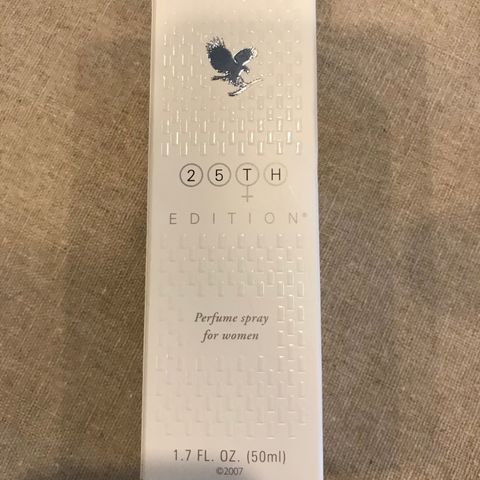 25TH
EDITION®
Perfume spray
for women
1.7 FL. OZ. (50ml)
©2007